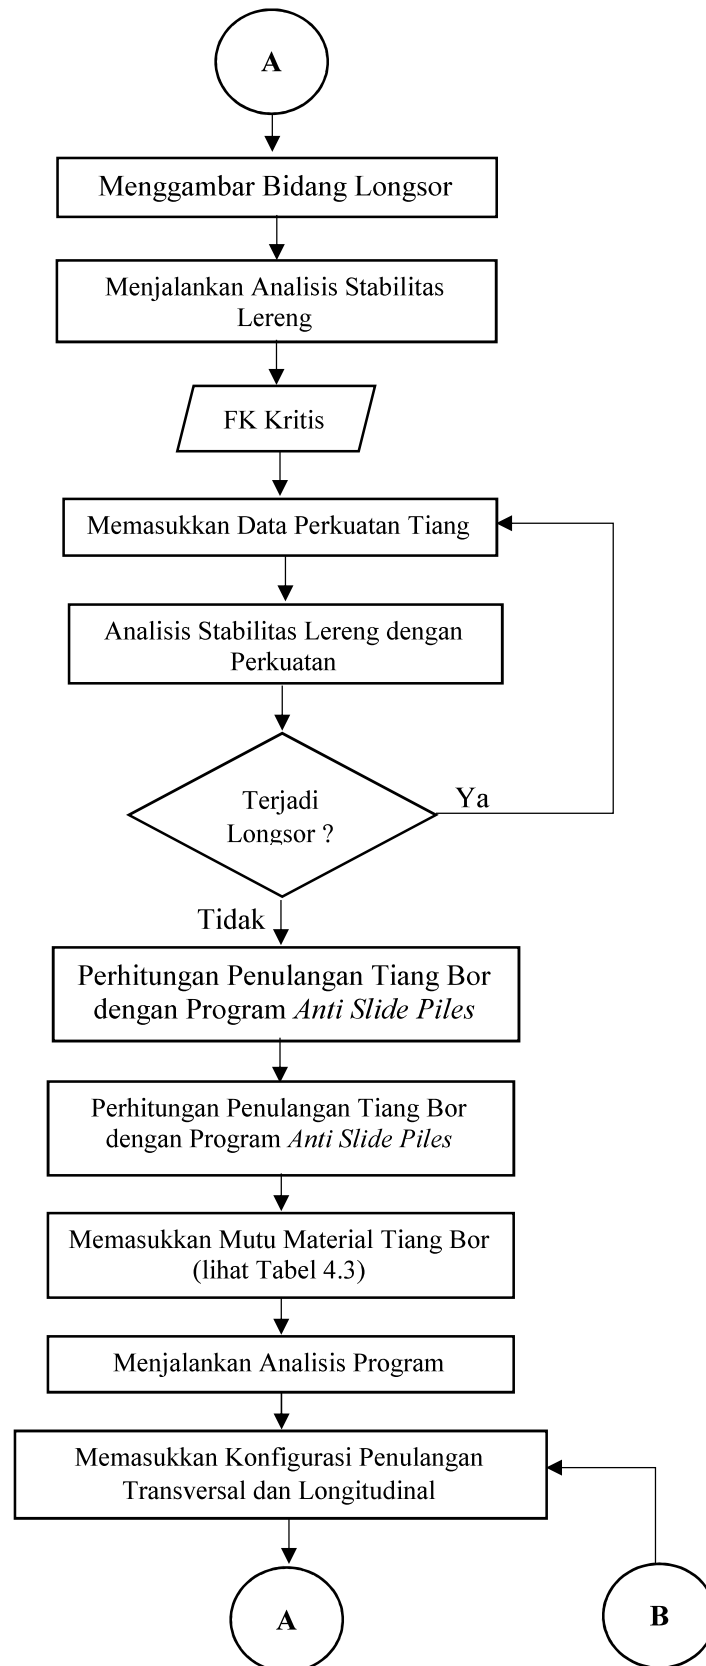 A
Menggambar Bidang Longsor
Menjalankan Analisis Stabilitas
Lereng
FK Kritis
Memasukkan Data Perkuatan Tiang
Analisis Stabilitas Lereng dengan
Perkuatan
Terjadi
Longsor ?
Ya
Tidak
Perhitungan Penulangan Tiang Bor
dengan Program Anti Slide Piles
Perhitungan Penulangan Tiang Bor
dengan Program Anti Slide Piles
Memasukkan Mutu Material Tiang Bor
(lihat Tabel 4.3)
Menjalankan Analisis Program
Memasukkan Konfigurasi Penulangan
Transversal dan Longitudinal
A
B